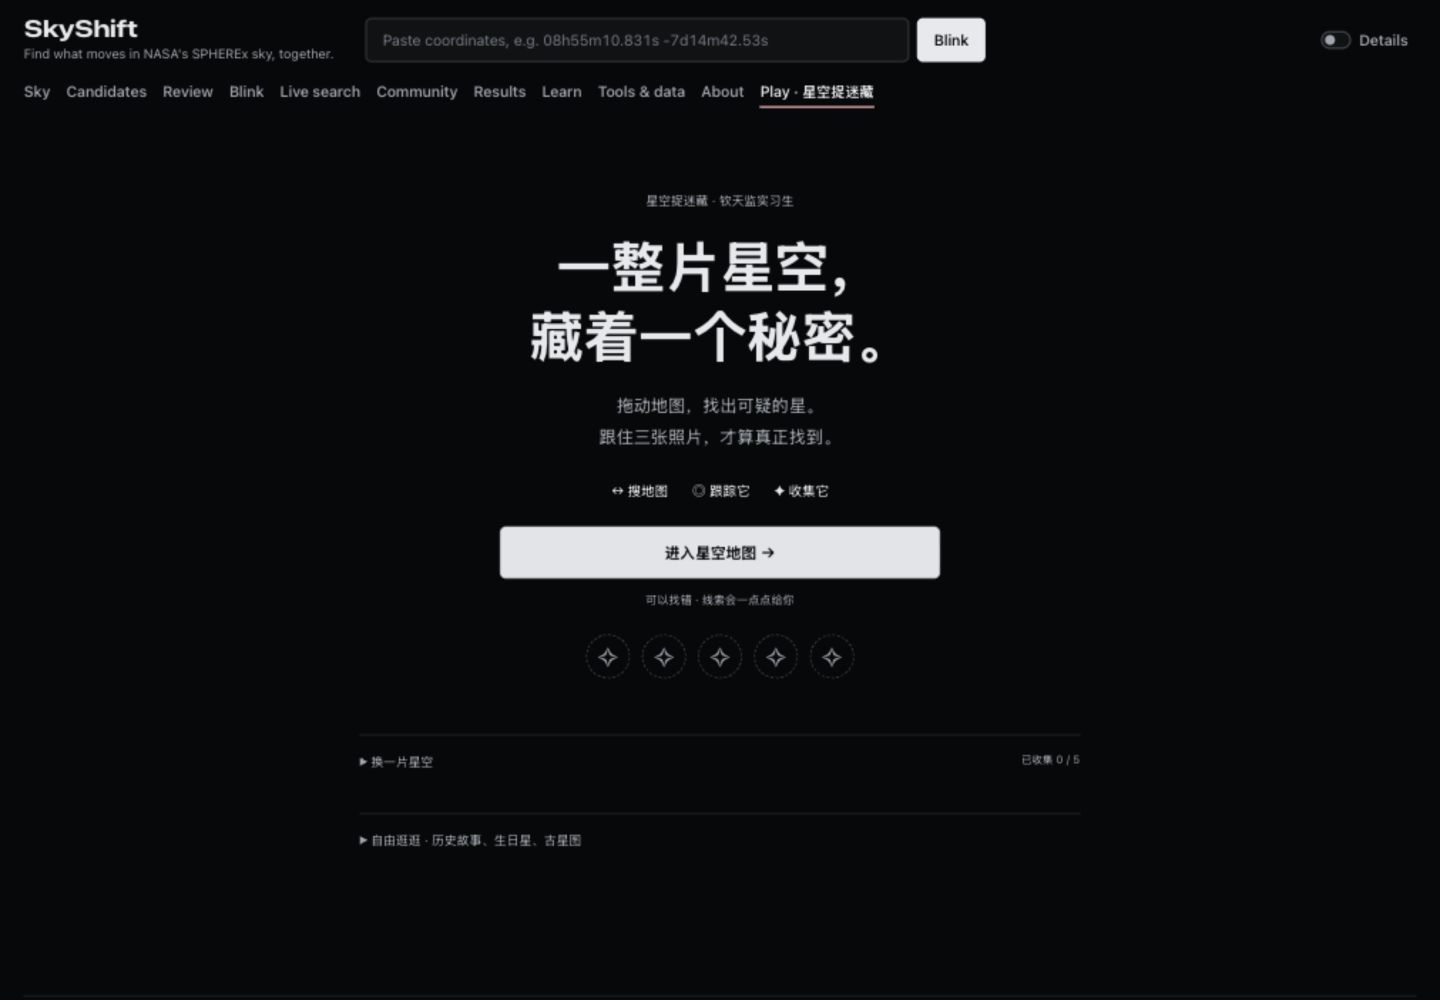 SkyShift
Find what moves in NASA's SPHEREx sky, together.
Paste coordinates, e.g. 08h55m10.831s -7d14m42.53s
Blink
Details
Sky Candidates Review Blink Live search Community Results Learn Tools & data About Play · 星空捉迷藏
星空捉迷藏 · 钦天监实习生
一整片星空，
藏着一个秘密。
拖动地图，找出可疑的星。
跟住三张照片，才算真正找到。
↔ 搜地图 ◎ 跟踪它 ✦ 收集它
进入星空地图 →
可以找错 · 线索会一点点给你
▶ 换一片星空 已收集 0 / 5
▶ 自由逛逛 · 历史故事、生日星、古星图